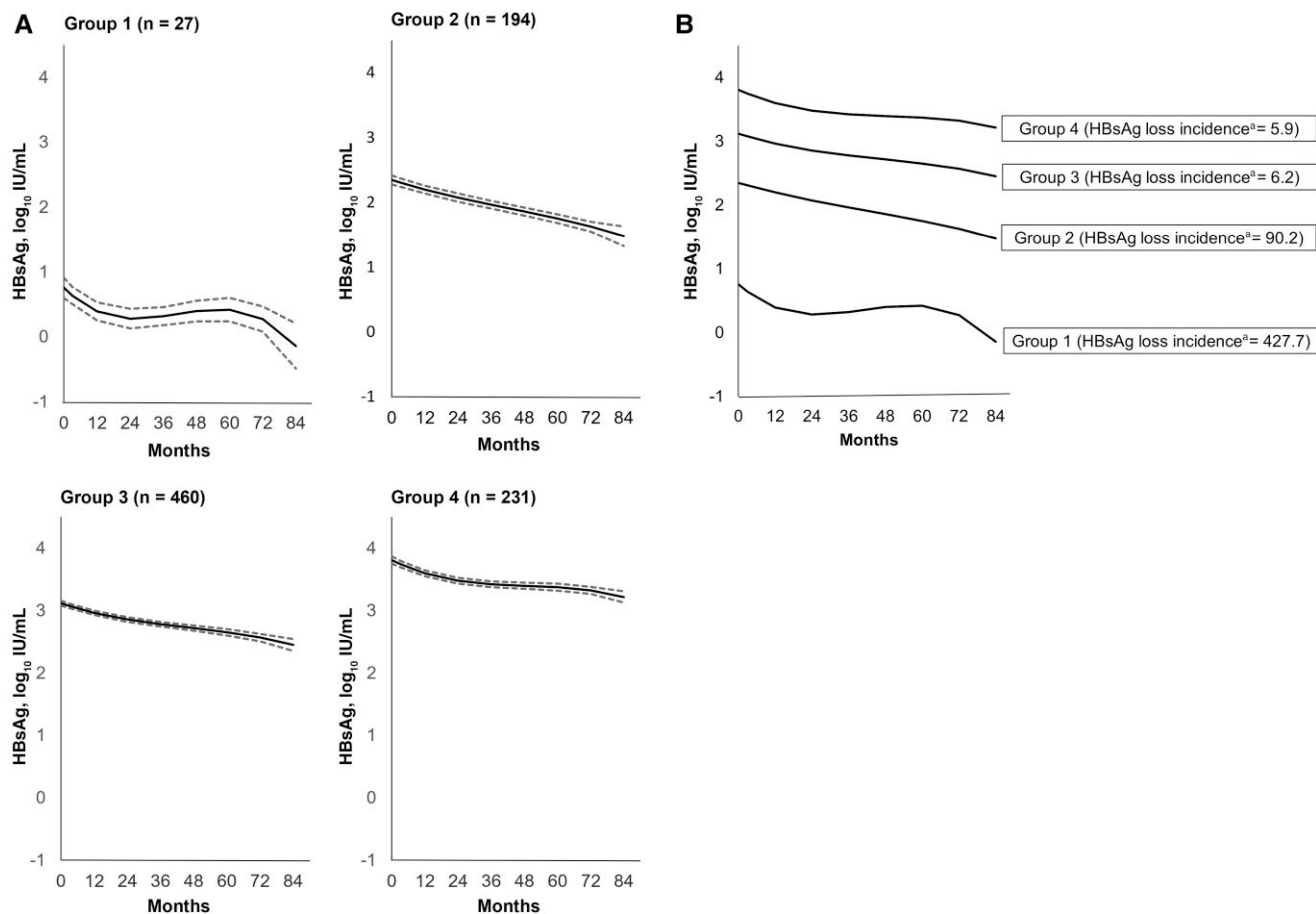 A
Group 1 (n = 27)
HBsAg, log10 IU/mL
4
3
2
1
0
-1
0 12 24 36 48 60 72 84
Months
Group 2 (n = 194)
HBsAg, log10 IU/mL
4
3
2
1
0
-1
0 12 24 36 48 60 72 84
Months
B
HBsAg, log10 IU/mL
4
3
2
1
0
-1
0 12 24 36 48 60 72 84
Months
Group 4 (HBsAg loss incidenceᵃ= 5.9)
Group 3 (HBsAg loss incidenceᵃ= 6.2)
Group 2 (HBsAg loss incidenceᵃ= 90.2)
Group 1 (HBsAg loss incidenceᵃ= 427.7)
Group 3 (n = 460)
HBsAg, log10 IU/mL
4
3
2
1
0
-1
0 12 24 36 48 60 72 84
Months
Group 4 (n = 231)
HBsAg, log10 IU/mL
4
3
2
1
0
-1
0 12 24 36 48 60 72 84
Months